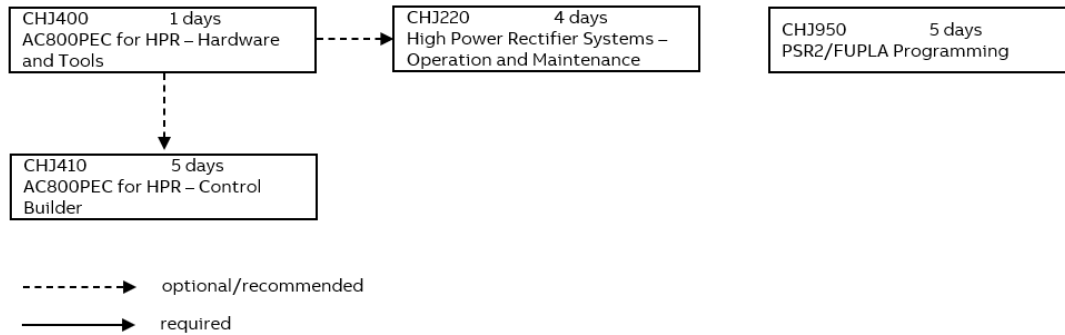 CHJ400 1 days
AC800PEC for HPR – Hardware
and Tools
CHJ220 4 days
High Power Rectifier Systems –
Operation and Maintenance
CHJ950 5 days
PSR2/FUPLA Programming
CHJ410 5 days
AC800PEC for HPR – Control
Builder
optional/recommended
required